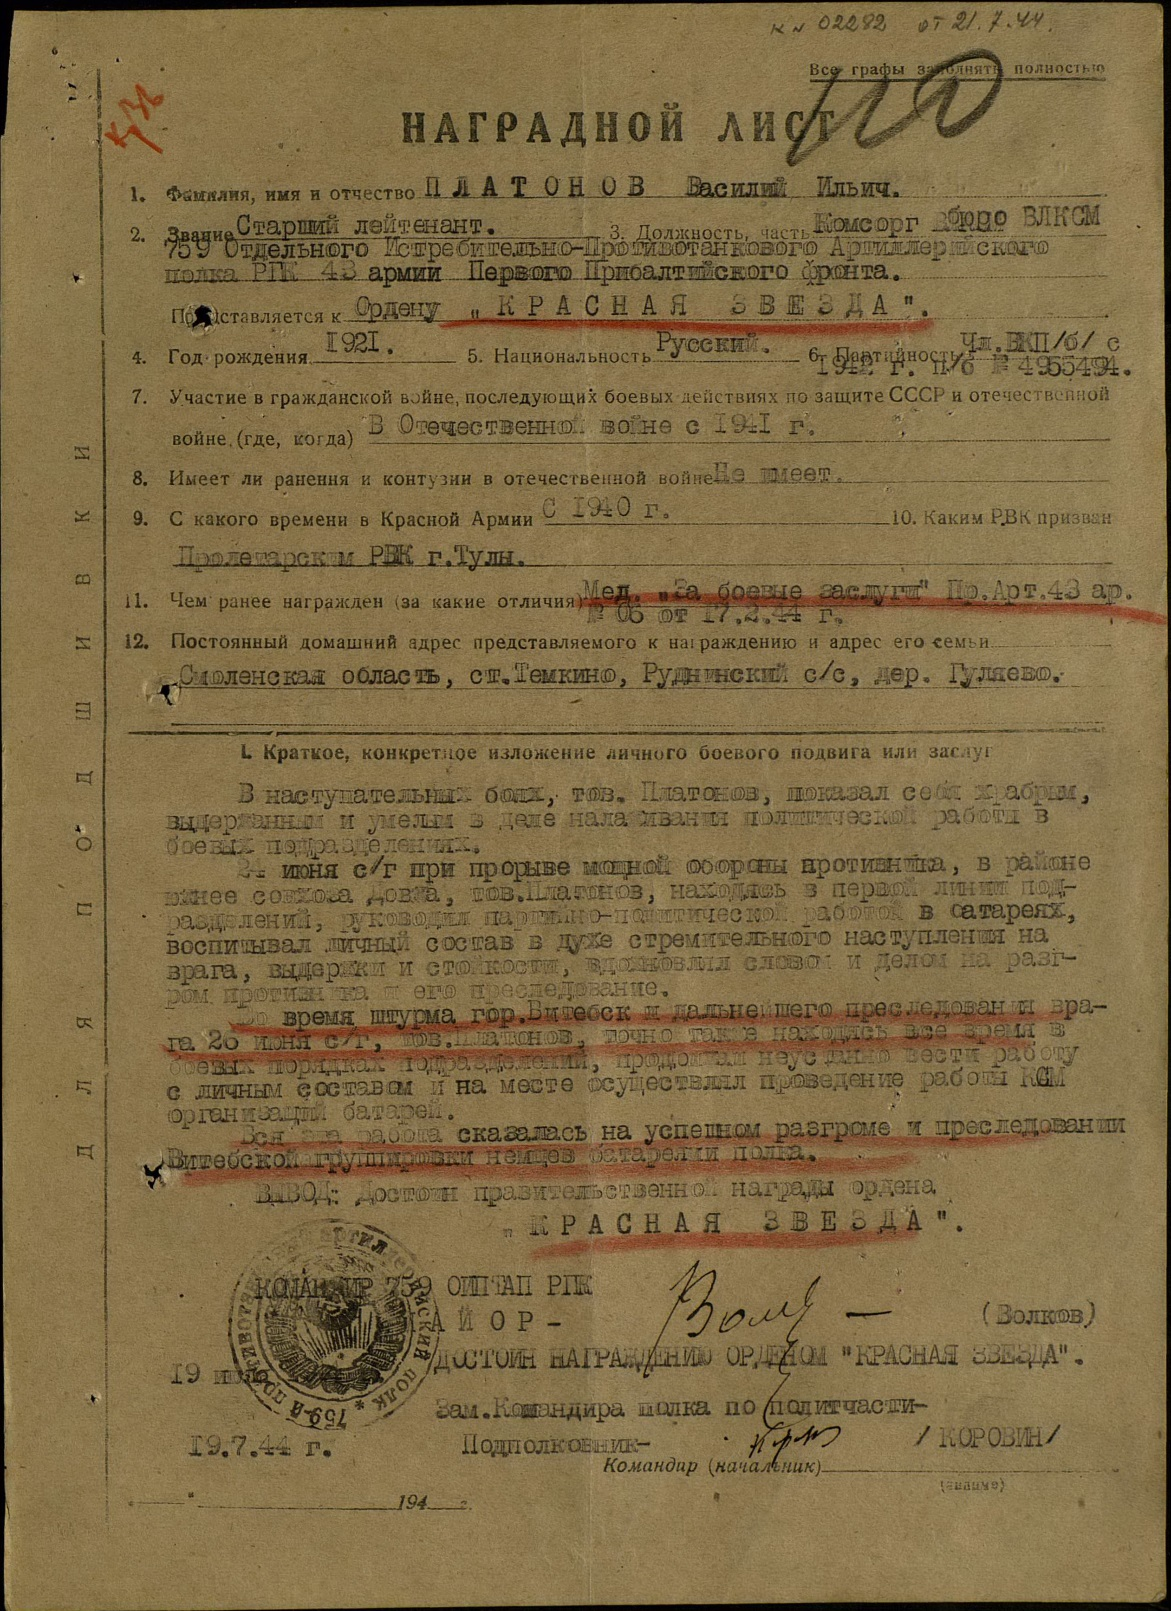 02282 от 21.7.44.
Все графы заполнять полностью
НАГРАДНОЙ ЛИСТ
1. Фамилия, имя и отчество ПЛАТОНОВ Василий Ильич.
2. Звание Старший лейтенант. 3. Должность, часть Комсорг бюро ВЛКСМ
759 Отдельного Истребительно-Противотанкового Артиллерийского
полка РГК 43 армии Первого Прибалтийского фронта.
Представляется к Ордену „КРАСНАЯ ЗВЕЗДА".
4. Год рождения 1921. 5. Национальность Русский. 6. Партийность Чл.ВКП/б/ с
1942 г. п/б № 4955494.
7. Участие в гражданской войне, последующих боевых действиях по защите СССР и отечественной
войне (где, когда) В Отечественной войне с 1941 г.
8. Имеет ли ранения и контузии в отечественной войне Не имеет.
9. С какого времени в Красной Армии С 1940 г. 10. Каким РВК призван
Пролетарским РВК г.Тулы.
11. Чем ранее награжден (за какие отличия) Мед. „За боевые заслуги" Пр.Арт.43 ар.
№ 06 от 17.2.44 г.
12. Постоянный домашний адрес представляемого к награждению и адрес его семьи
Смоленская область, ст.Темкино, Руднинский с/с, дер. Гуляево.
ДЛЯ ПОДШИВКИ
I. Краткое, конкретное изложение личного боевого подвига или заслуг
В наступательных боях, тов. Платонов, показал себя храбрым,
выдержанным и умелым в деле налаживания политической работы в
боевых подразделениях.
24 июня с/г при прорыве мощной обороны противника, в районе
южнее совхоза Довжа, тов.Платонов, находясь в первой линии под-
разделений, руководил партийно-политической работой в батареях,
воспитывал личный состав в духе стремительного наступления на
врага, выдержки и стойкости, вдохновлял словом и делом на разг-
ром противника и его преследование.
Во время штурма гор.Витебск и дальнейшего преследования вра-
га 26 июня с/г, тов.Платонов, точно так же находясь все время в
боевых порядках подразделений, продолжал неустанно вести работу
с личным составом и на месте осуществлял проведение работы КСМ
организаций батарей.
Вся эта работа сказалась на успешном разгроме и преследовании
Витебской группировки немцев батареями полка.
ВЫВОД: Достоин правительственной награды ордена
„КРАСНАЯ ЗВЕЗДА".
КОМАНДИР 759 ОИПТАП РГК
МАЙОР- (Волков)
ДОСТОИН НАГРАЖДЕНИЮ ОРДЕНОМ "КРАСНАЯ ЗВЕЗДА".
19 июля
Зам.Командира полка по политчасти-
19.7.44 г. Подполковник- /КОРОВИН/
Командир (начальник)
(звание)
194 г.